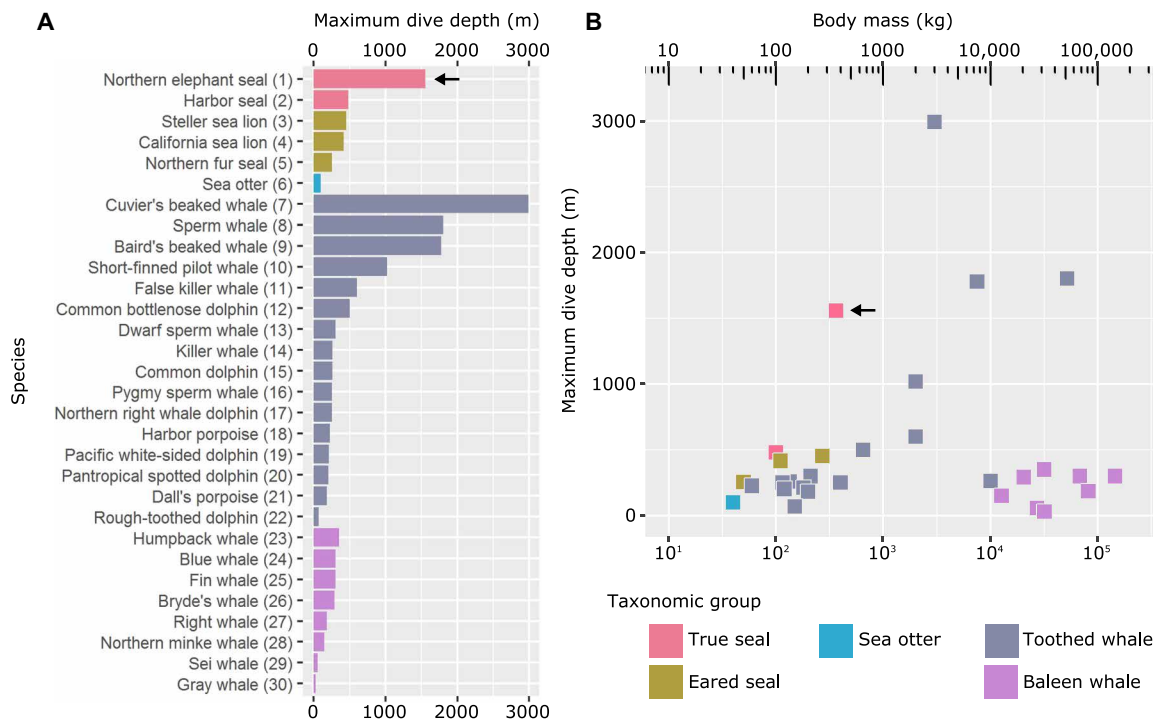 A
Maximum dive depth (m)
0 1000 2000 3000
Species
Northern elephant seal (1)
Harbor seal (2)
Steller sea lion (3)
California sea lion (4)
Northern fur seal (5)
Sea otter (6)
Cuvier's beaked whale (7)
Sperm whale (8)
Baird's beaked whale (9)
Short-finned pilot whale (10)
False killer whale (11)
Common bottlenose dolphin (12)
Dwarf sperm whale (13)
Killer whale (14)
Common dolphin (15)
Pygmy sperm whale (16)
Northern right whale dolphin (17)
Harbor porpoise (18)
Pacific white-sided dolphin (19)
Pantropical spotted dolphin (20)
Dall's porpoise (21)
Rough-toothed dolphin (22)
Humpback whale (23)
Blue whale (24)
Fin whale (25)
Bryde's whale (26)
Right whale (27)
Northern minke whale (28)
Sei whale (29)
Gray whale (30)
0 1000 2000 3000
B
Body mass (kg)
10 100 1000 10,000 100,000
Maximum dive depth (m)
3000
2000
1000
0
10¹ 10² 10³ 10⁴ 10⁵
Taxonomic group
True seal
Sea otter
Toothed whale
Eared seal
Baleen whale